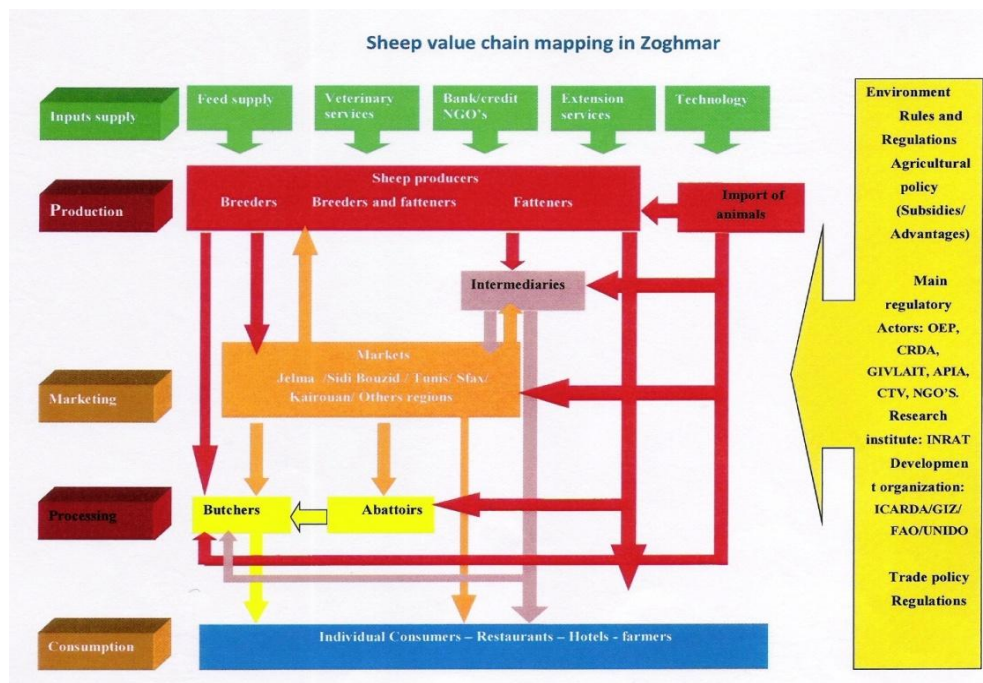 Sheep value chain mapping in Zoghmar
Inputs supply
Feed supply
Veterinary
services
Bank/credit
NGO's
Extension
services
Technology
Production
Sheep producers
Breeders
Breeders and fatteners
Fatteners
Import of
animals
Intermediaries
Marketing
Markets
Jelma /Sidi Bouzid / Tunis/ Sfax/
Kairouan/ Others regions
Processing
Butchers
Abattoirs
Consumption
Individual Consumers – Restaurants – Hotels - farmers
Environment
Rules and
Regulations
Agricultural
policy
(Subsidies/
Advantages)
Main
regulatory
Actors: OEP,
CRDA,
GIVLAIT, APIA,
CTV, NGO'S.
Research
institute: INRAT
Developmen
t organization:
ICARDA/GIZ/
FAO/UNIDO
Trade policy
Regulations